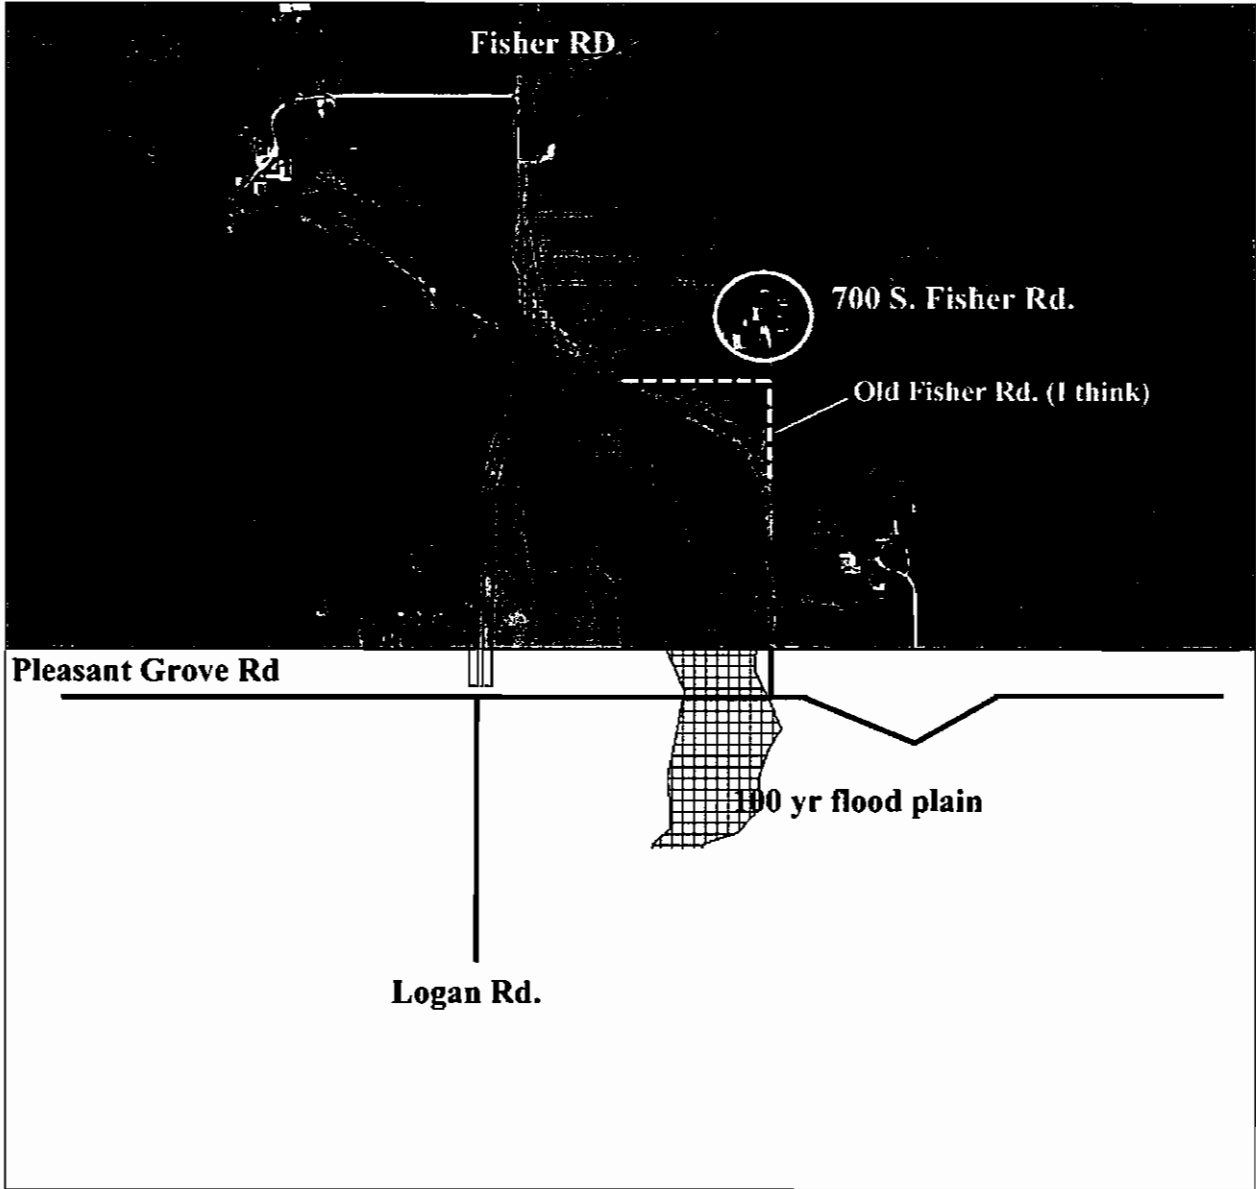 Fisher RD
700 S. Fisher Rd.
Old Fisher Rd. (I think)
Pleasant Grove Rd
100 yr flood plain
Logan Rd.